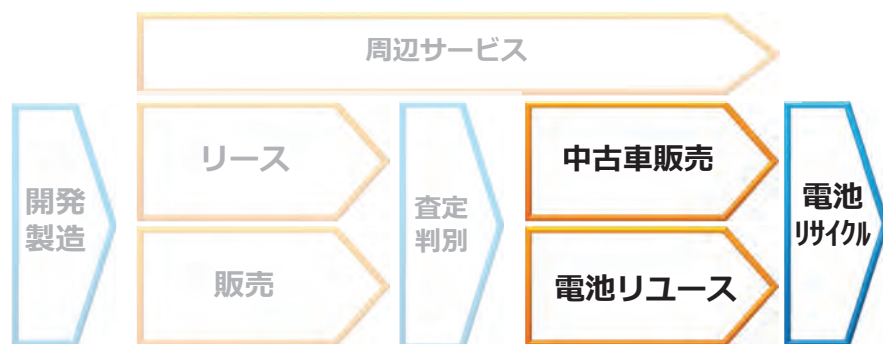 周辺サービス
開発
製造
リース
販売
査定
判別
中古車販売
電池リユース
電池
リサイクル